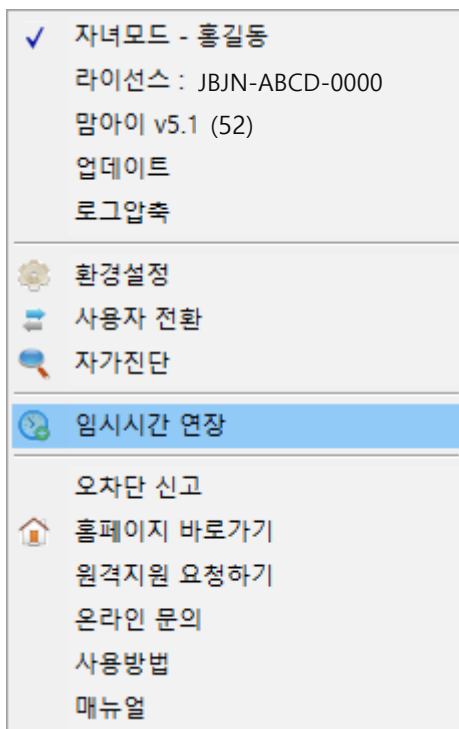 자녀모드 - 홍길동
라이선스 : JBJN-ABCD-0000
맘아이 v5.1 (52)
업데이트
로그압축
환경설정
사용자 전환
자가진단
임시시간 연장
오차단 신고
홈페이지 바로가기
원격지원 요청하기
온라인 문의
사용방법
매뉴얼